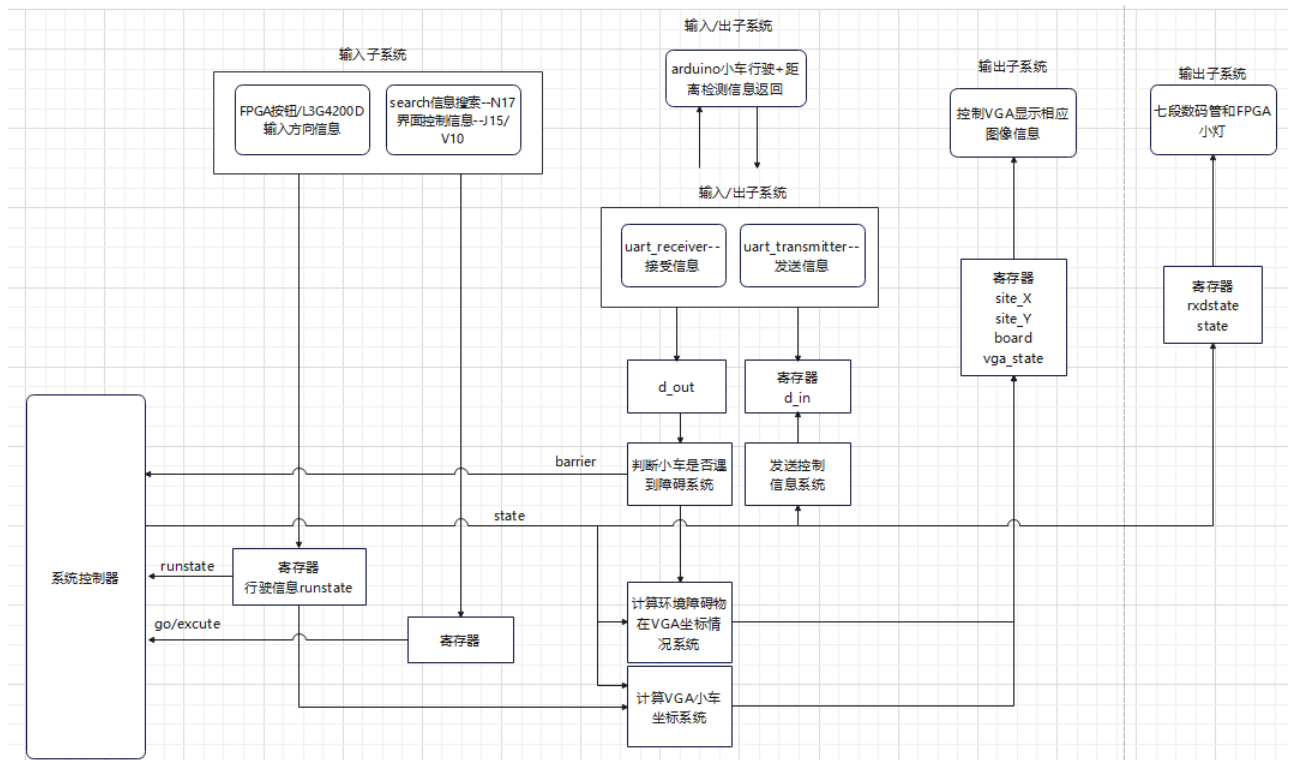 输入/出子系统
输入子系统
arduino小车行驶+距
离检测信息返回
输出子系统
输出子系统
FPGA按钮/L3G4200D
输入方向信息
search信息搜索--N17
界面控制信息--J15/
V10
控制VGA显示相应
图像信息
七段数码管和FPGA
小灯
输入/出子系统
uart_receiver--
接受信息
uart_transmitter--
发送信息
寄存器
site_X
site_Y
board
vga_state
寄存器
rxdstate
state
d_out
寄存器
d_in
barrier
判断小车是否遇
到障碍系统
发送控制
信息系统
state
系统控制器
runstate
寄存器
行驶信息runstate
go/excute
寄存器
计算环境障碍物
在VGA坐标情
况系统
计算VGA小车
坐标系统